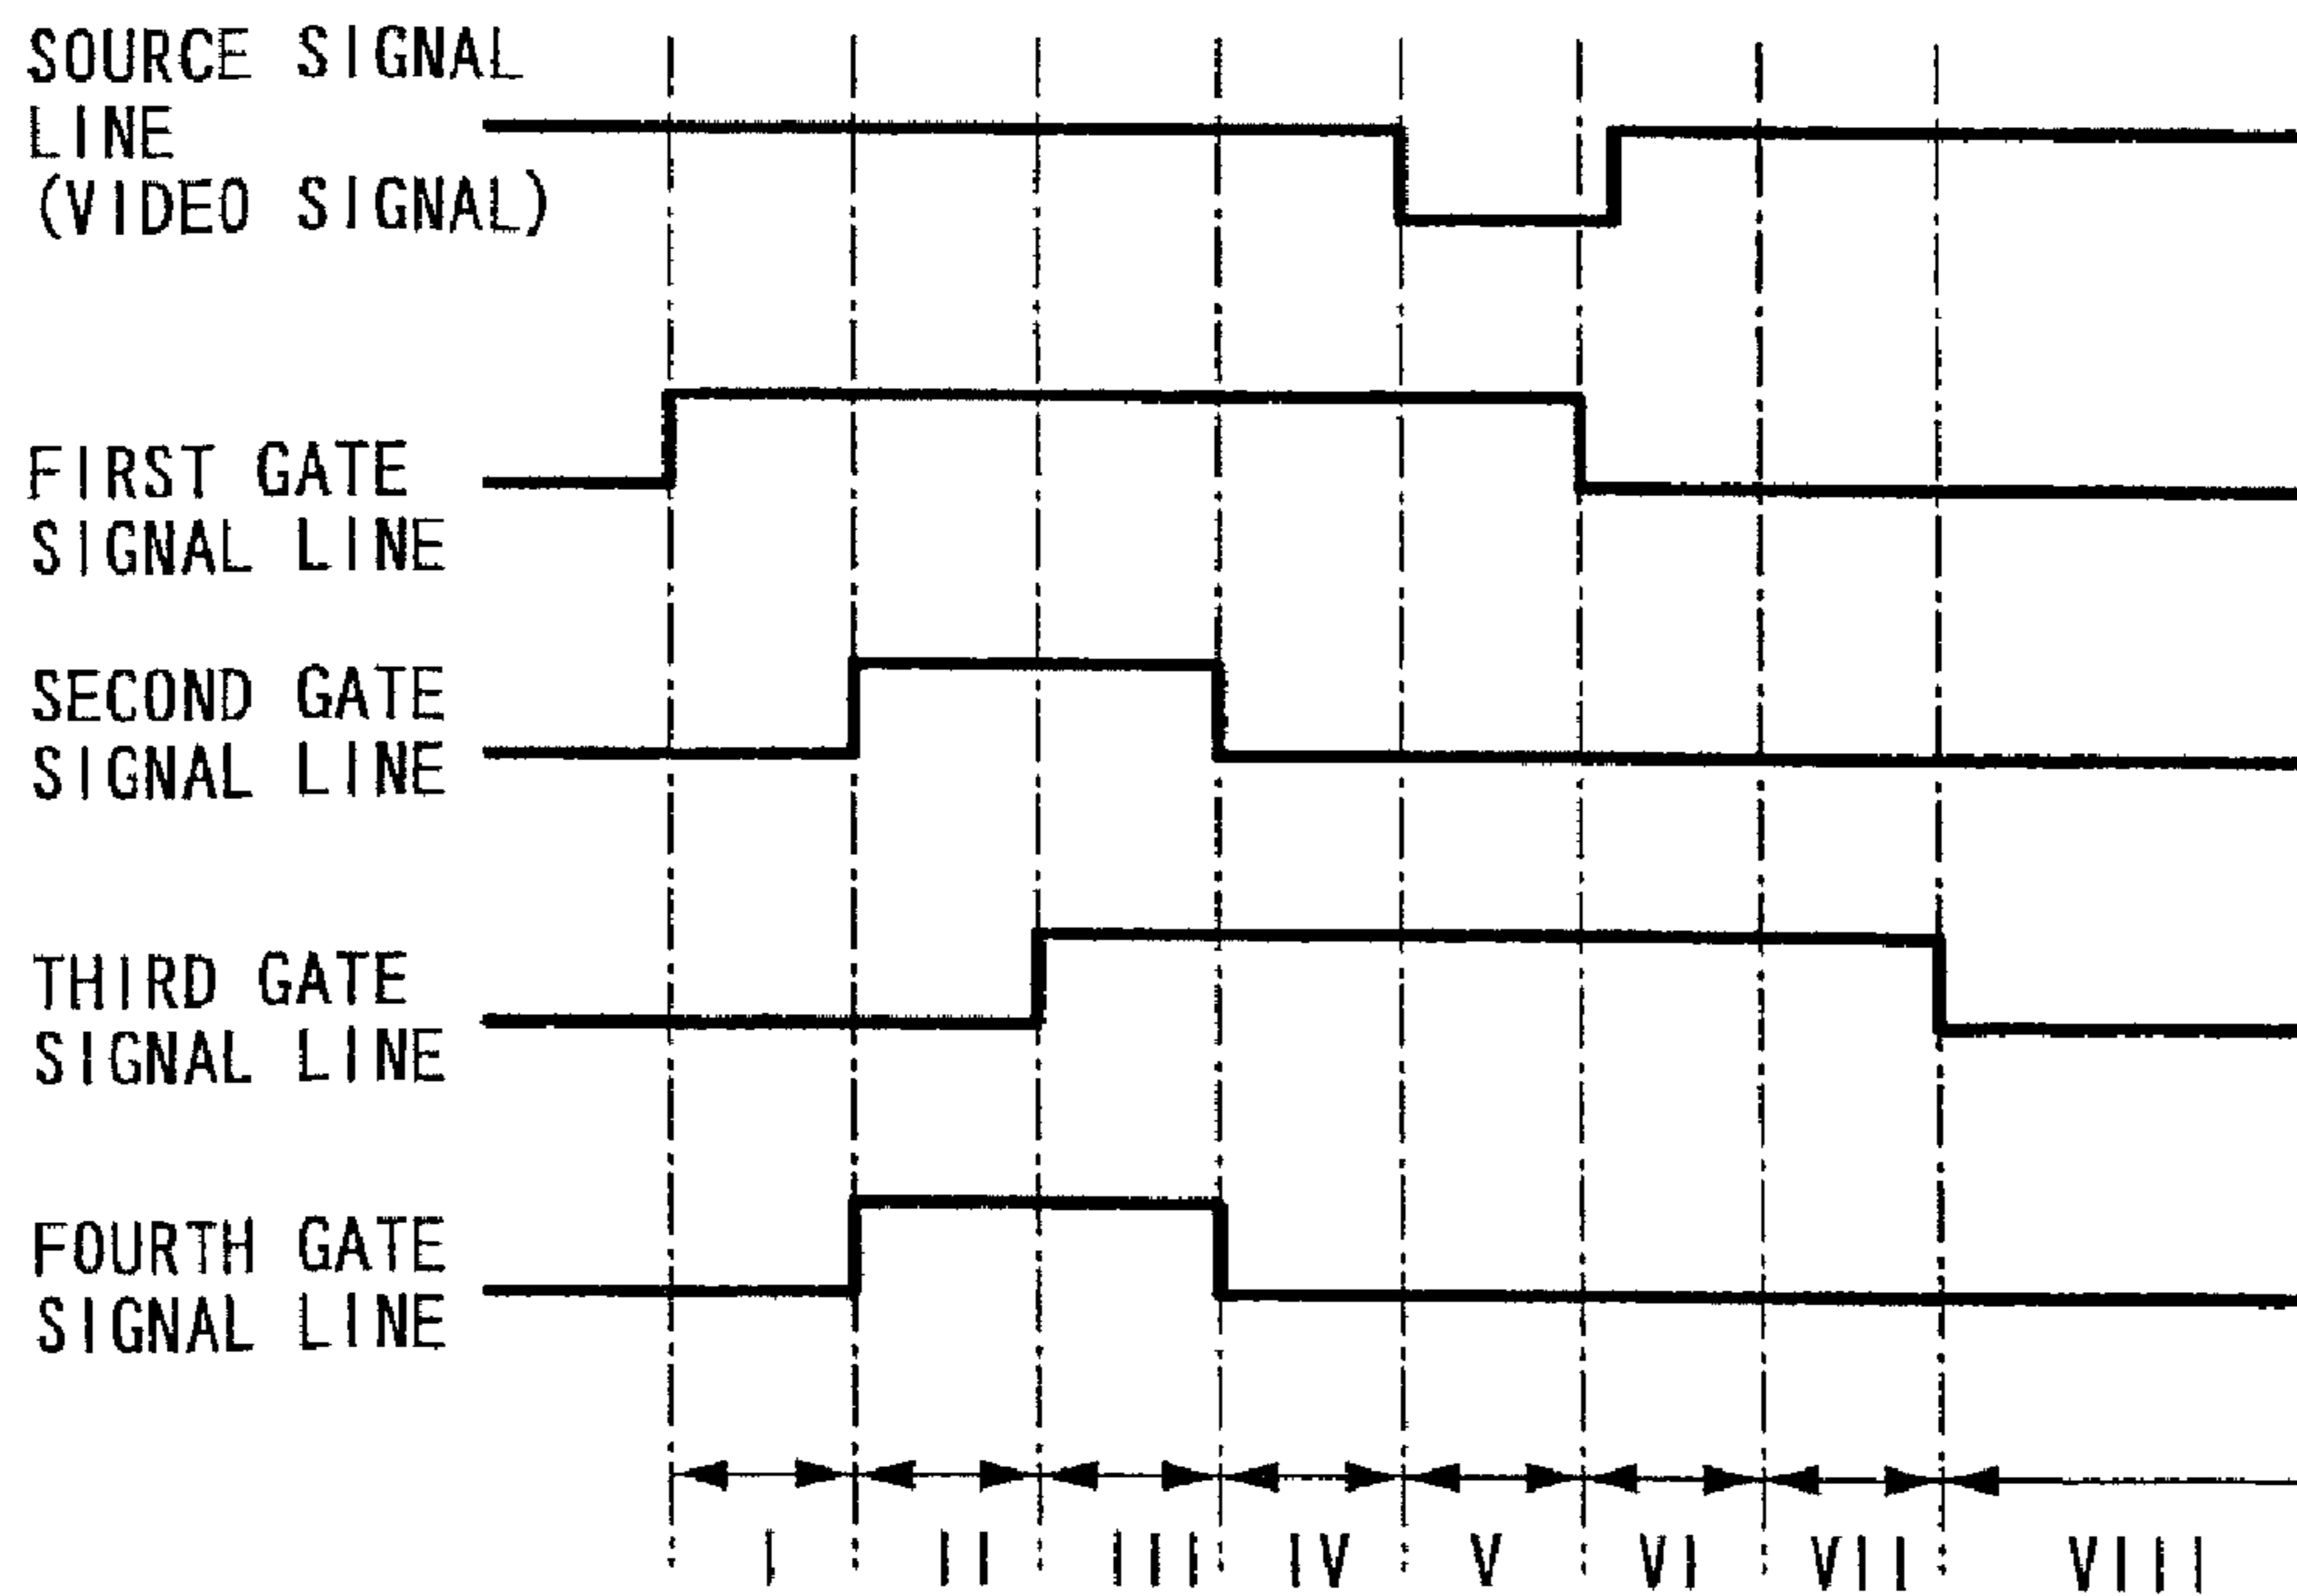 SOURCE SIGNAL
LINE
(VIDEO SIGNAL)
FIRST GATE
SIGNAL LINE
SECOND GATE
SIGNAL LINE
THIRD GATE
SIGNAL LINE
FOURTH GATE
SIGNAL LINE
I II III IV V VI VII VIII